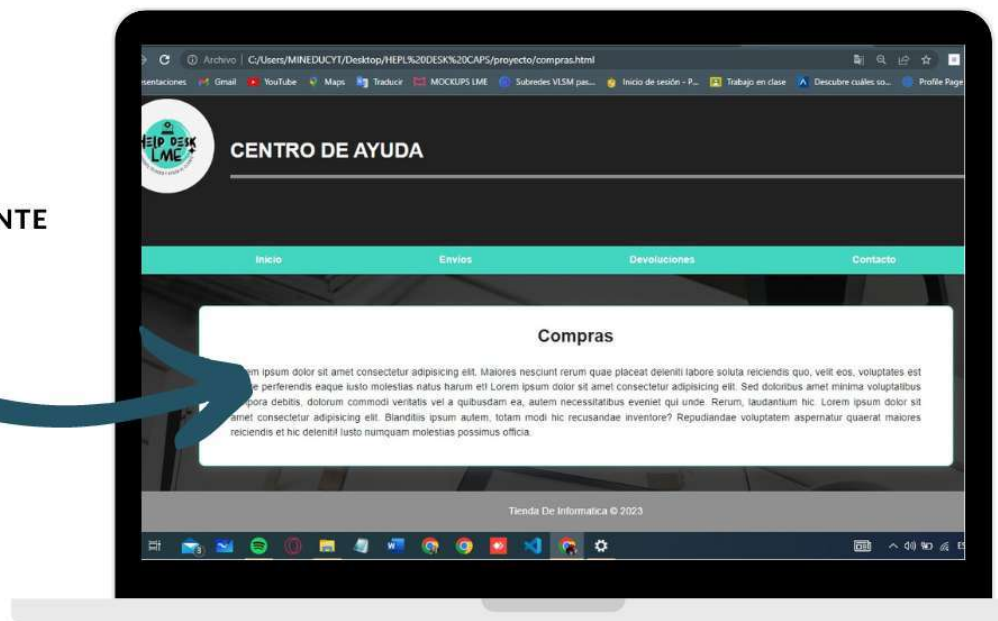 Archivo | C:/Users/MINEDUCYT/Desktop/HEPL%20DESK%20CAPS/proyecto/compras.html
esentaciones Gmail YouTube Maps Traducir MOCKUPS LME Subredes VLSM pas... Inicio de sesión - P... Trabajo en clase Descubre cuáles so... Profile Page
HELP DESK
LME
CENTRO DE AYUDA
NTE
Inicio Envios Devoluciones Contacto
Compras
em ipsum dolor sit amet consectetur adipisicing elit. Maiores nesciunt rerum quae placeat deleniti labore soluta reiciendis quo, velit eos, voluptates est
e perferendis eaque iusto molestias natus harum et! Lorem ipsum dolor sit amet consectetur adipisicing elit. Sed doloribus amet minima voluptatibus
pora debitis, dolorum commodi veritatis vel a quibusdam ea, autem necessitatibus eveniet qui unde. Rerum, laudantium hic. Lorem ipsum dolor sit
amet consectetur adipisicing elit. Blanditiis ipsum autem, totam modi hic recusandae inventore? Repudiandae voluptatem aspernatur quaerat maiores
reiciendis et hic deleniti! Iusto numquam molestias possimus officia.
Tienda De Informatica © 2023